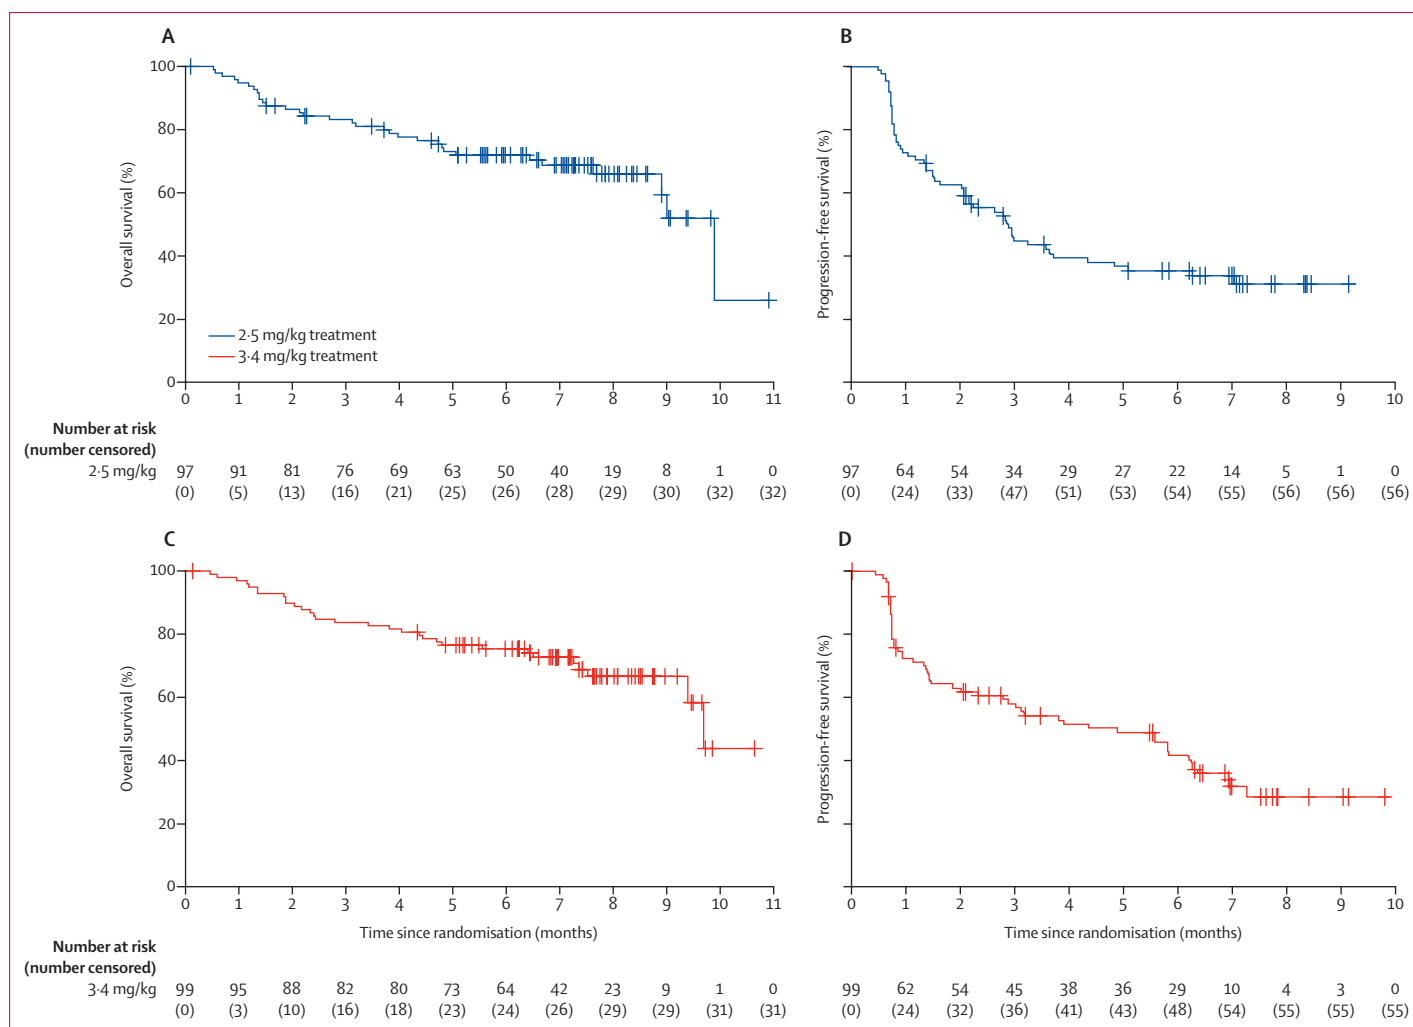 A
B
100
80
60
40
20
0
Overall survival (%)
2·5 mg/kg treatment
3·4 mg/kg treatment
0 1 2 3 4 5 6 7 8 9 10 11
Progression-free survival (%)
0 1 2 3 4 5 6 7 8 9 10
Number at risk
(number censored)
2·5 mg/kg 97 91 81 76 69 63 50 40 19 8 1 0 97 64 54 34 29 27 22 14 5 1 0
(0) (5) (13) (16) (21) (25) (26) (28) (29) (30) (32) (32) (0) (24) (33) (47) (51) (53) (54) (55) (56) (56) (56)
C
D
100
80
60
40
20
0
Overall survival (%)
0 1 2 3 4 5 6 7 8 9 10 11
Time since randomisation (months)
Progression-free survival (%)
0 1 2 3 4 5 6 7 8 9 10
Time since randomisation (months)
Number at risk
(number censored)
3·4 mg/kg 99 95 88 82 80 73 64 42 23 9 1 0 99 62 54 45 38 36 29 10 4 3 0
(0) (3) (10) (16) (18) (23) (24) (26) (29) (29) (31) (31) (0) (24) (32) (36) (41) (43) (48) (54) (55) (55) (55)